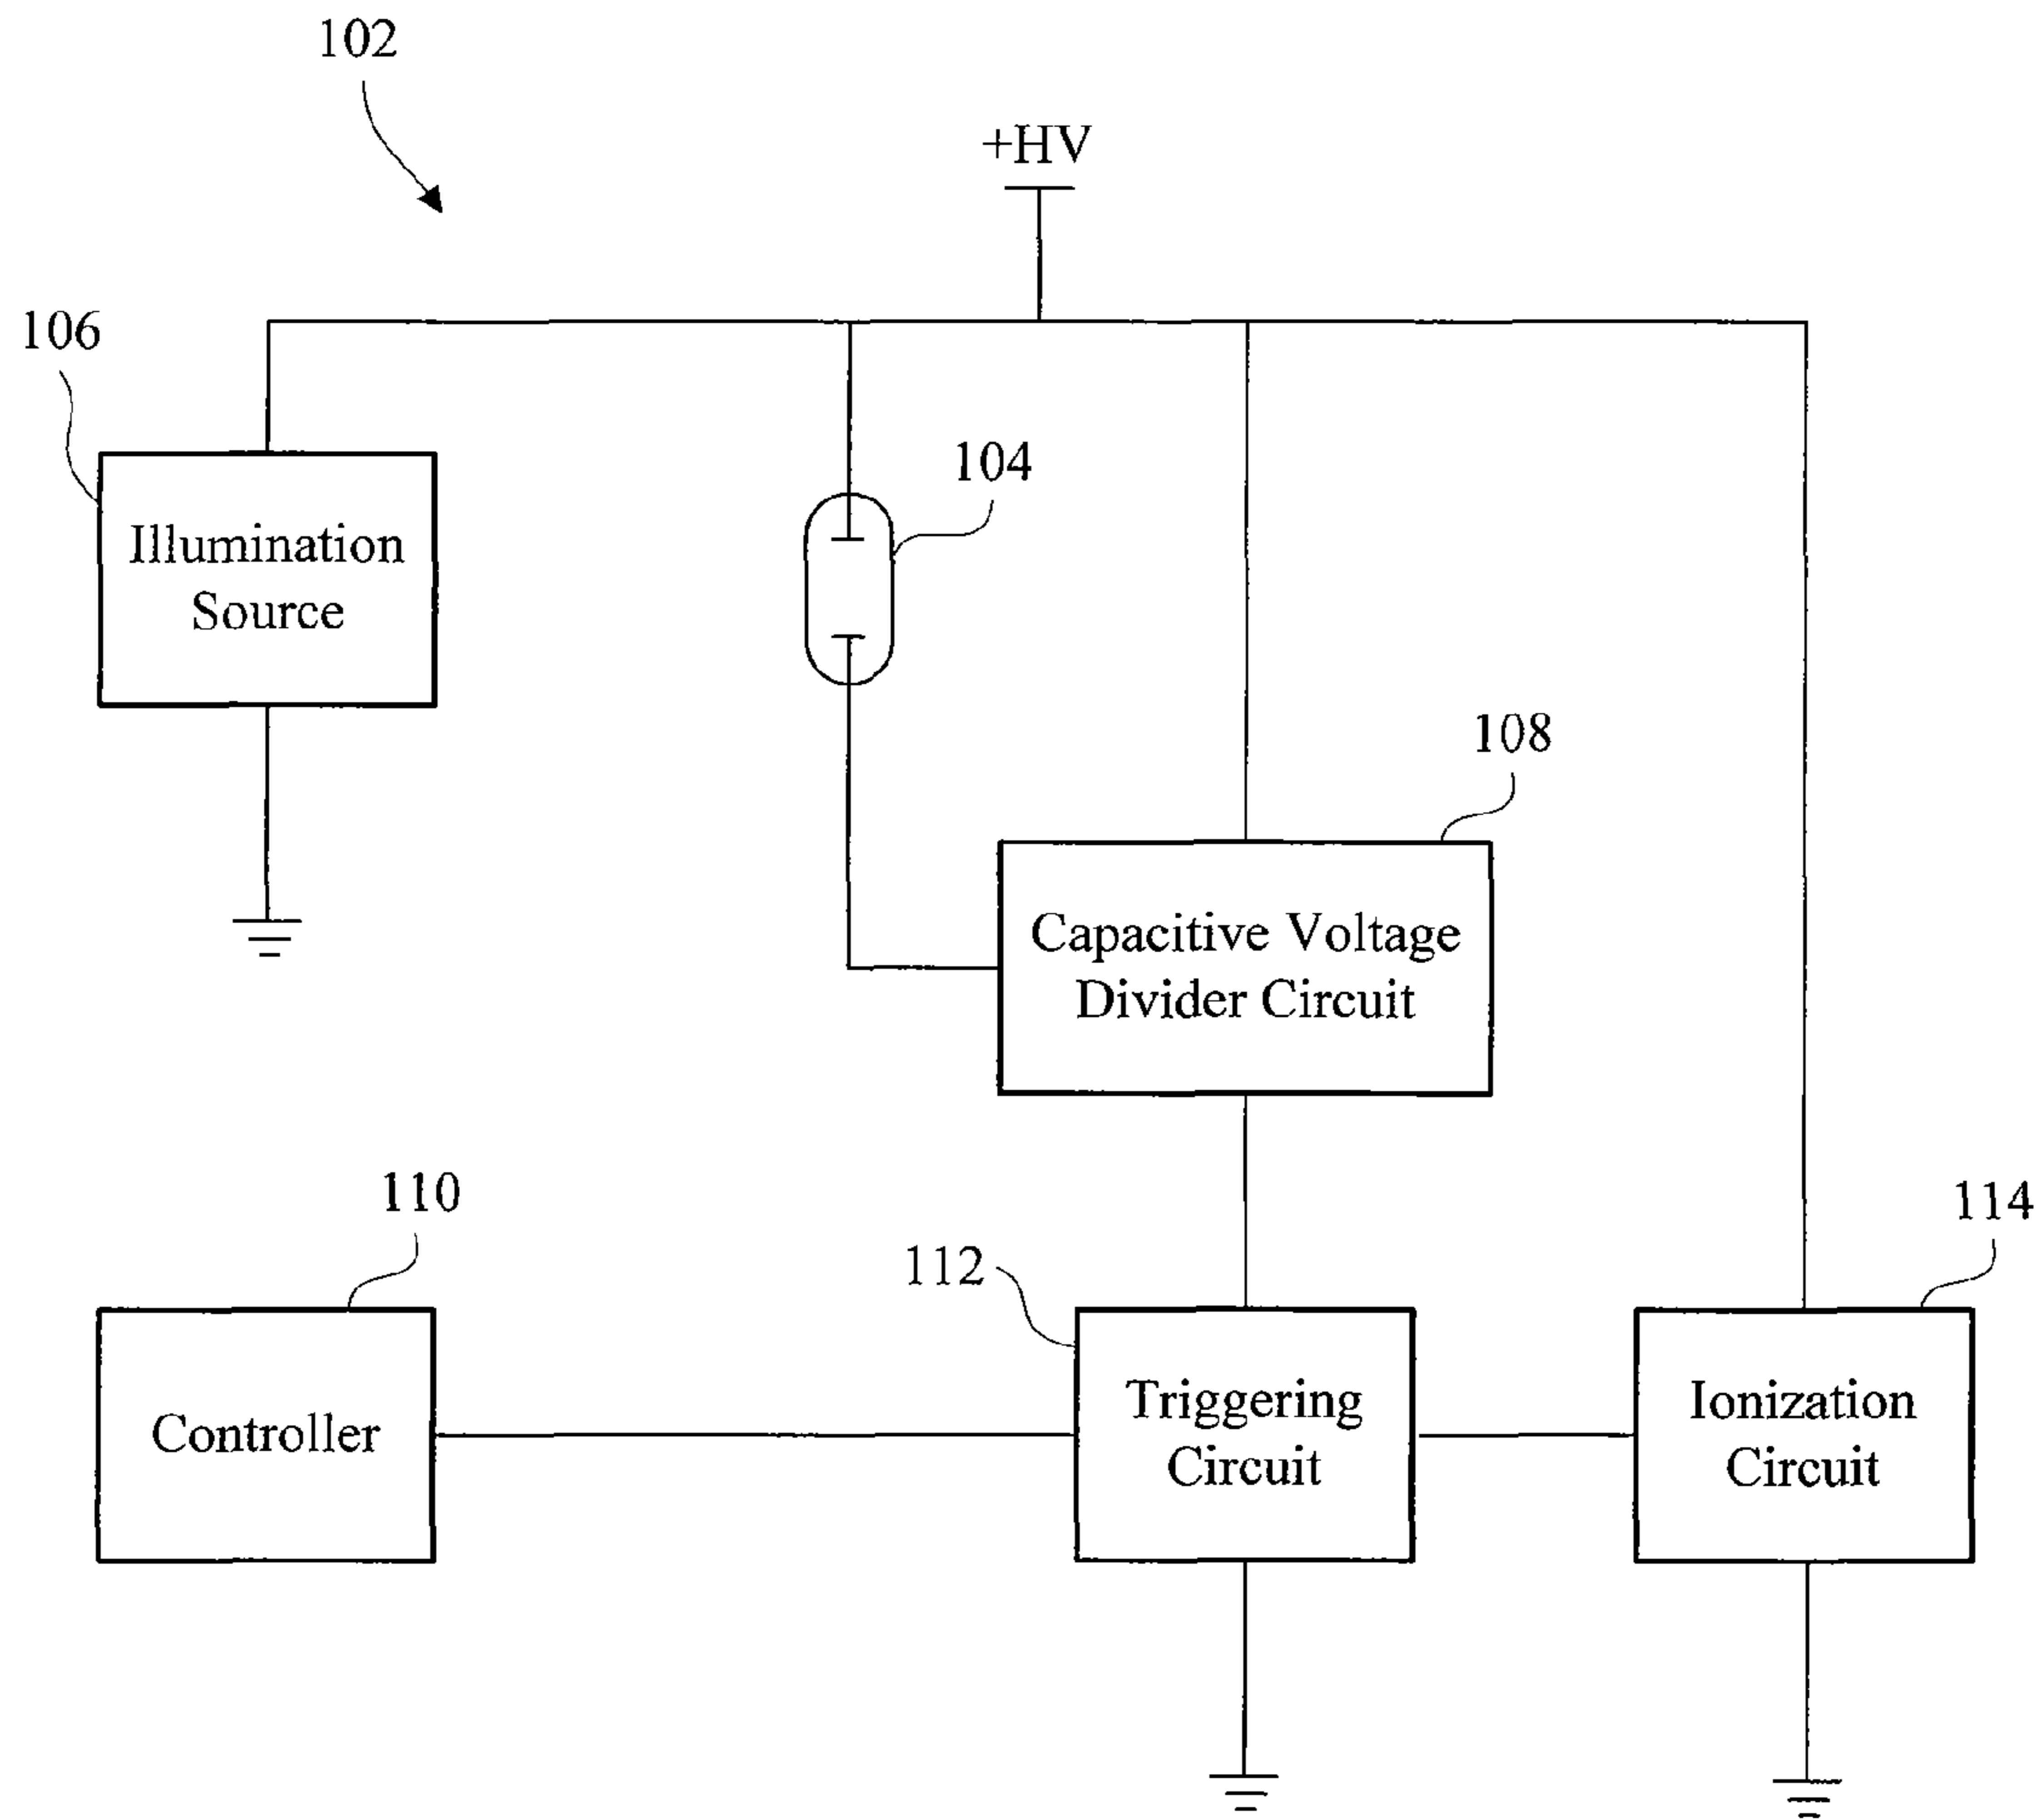 102
+HV
106
104
Illumination
Source
108
Capacitive Voltage
Divider Circuit
110
112
114
Controller
Triggering
Circuit
Ionization
Circuit